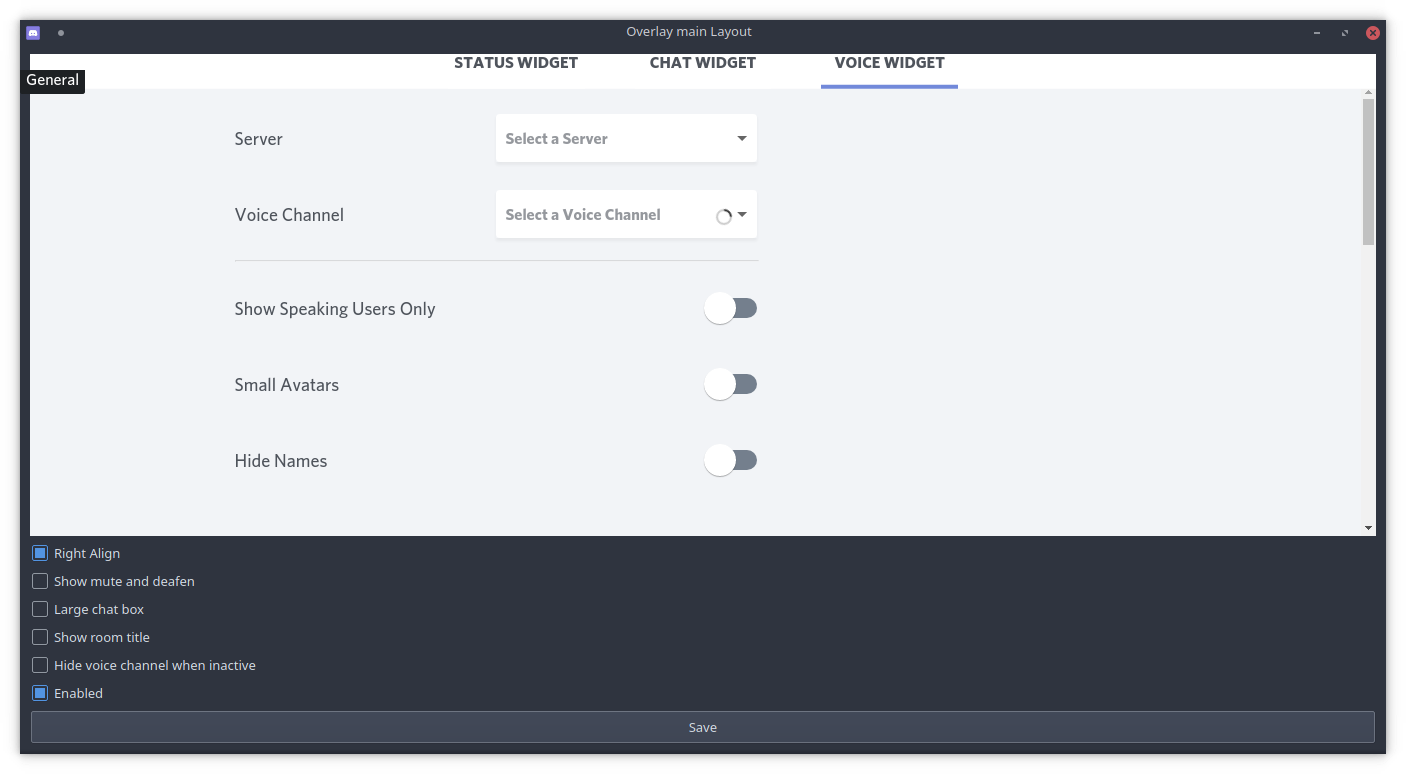 Overlay main Layout
STATUS WIDGET CHAT WIDGET VOICE WIDGET
General
Server Select a Server
Voice Channel Select a Voice Channel
Show Speaking Users Only
Small Avatars
Hide Names
Right Align
Show mute and deafen
Large chat box
Show room title
Hide voice channel when inactive
Enabled
Save